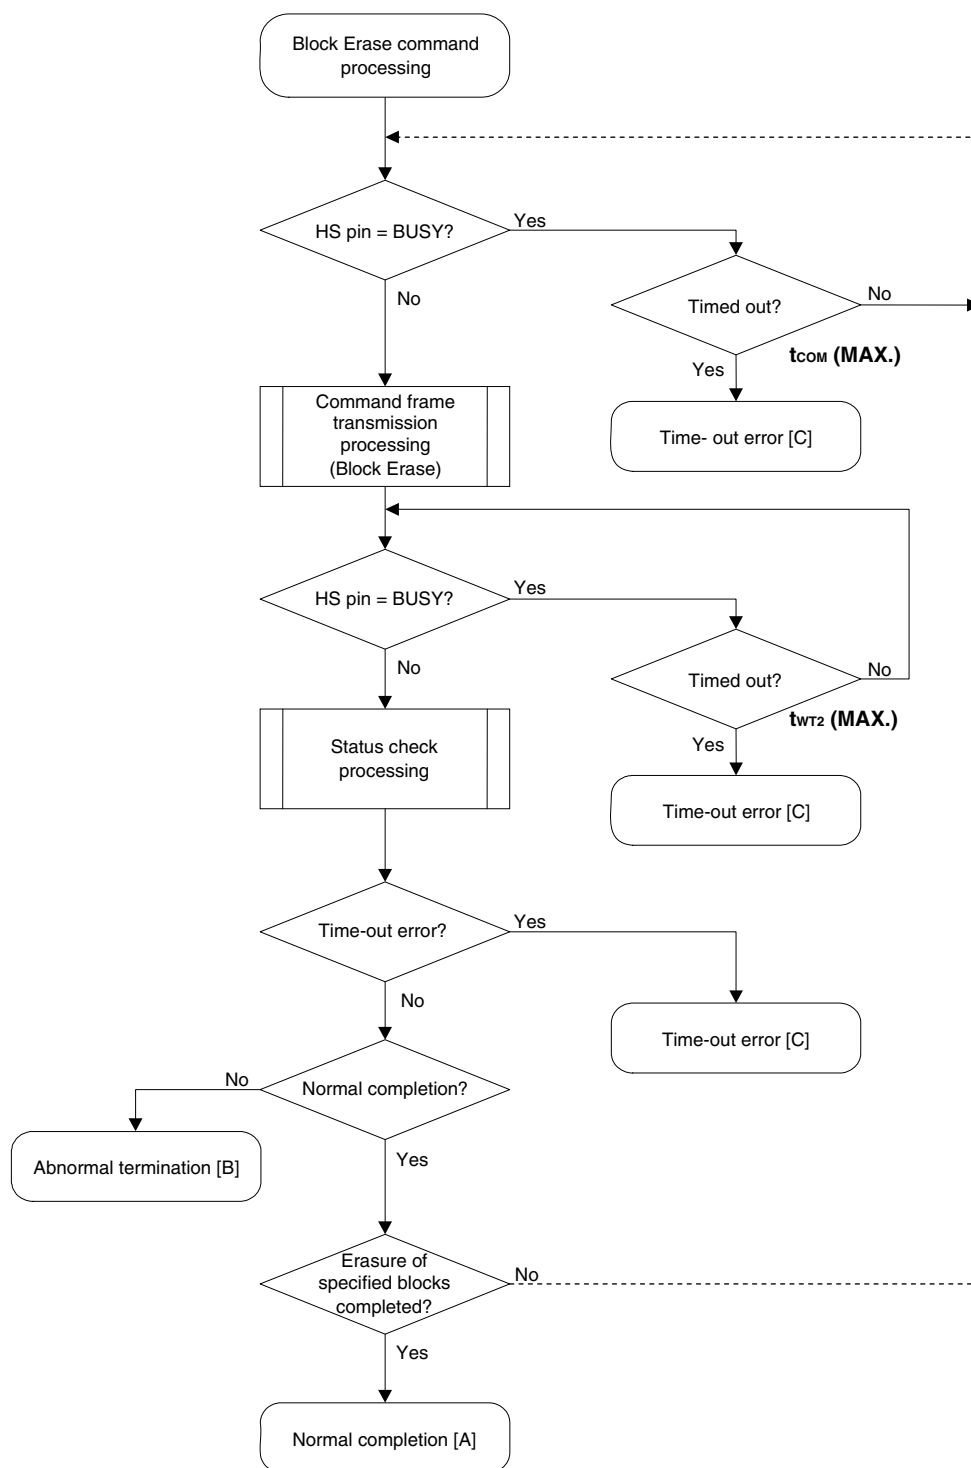 Block Erase command
processing
HS pin = BUSY?
Yes
No
Timed out?
No
tCOM (MAX.)
Yes
Time- out error [C]
Command frame
transmission
processing
(Block Erase)
HS pin = BUSY?
Yes
No
Timed out?
No
tWT2 (MAX.)
Yes
Time-out error [C]
Status check
processing
Time-out error?
Yes
No
Time-out error [C]
Normal completion?
No
Abnormal termination [B]
Yes
Erasure of
specified blocks
completed?
No
Yes
Normal completion [A]